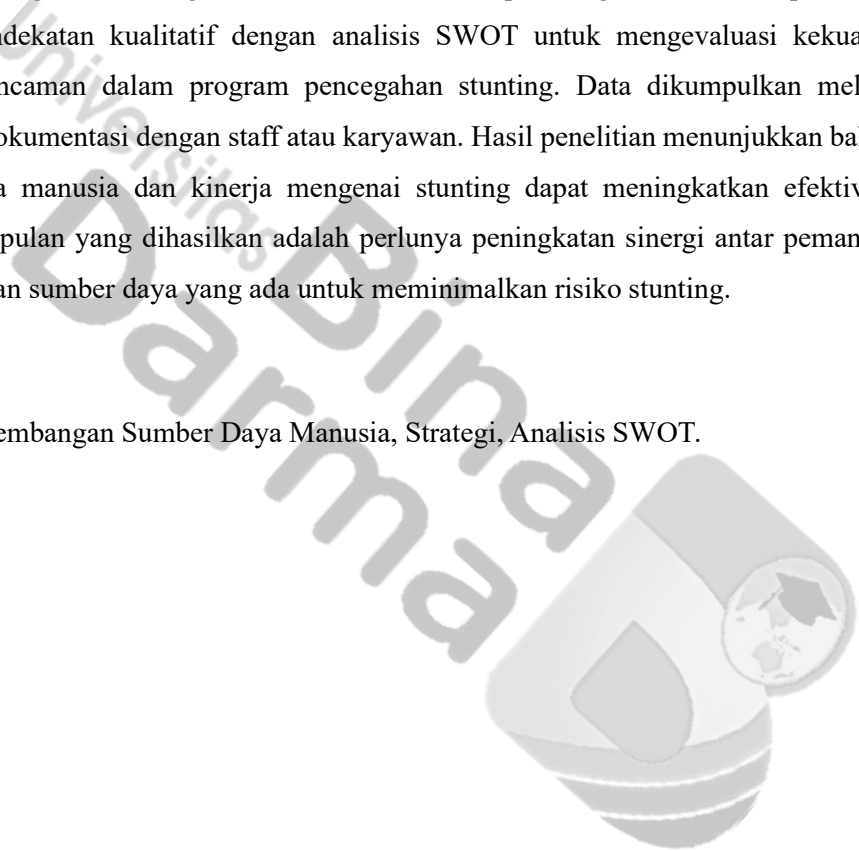 ndekatan kualitatif dengan analisis SWOT untuk mengevaluasi kekua
ncaman dalam program pencegahan stunting. Data dikumpulkan mel
okumentasi dengan staff atau karyawan. Hasil penelitian menunjukkan bal
a manusia dan kinerja mengenai stunting dapat meningkatkan efektiv
pulan yang dihasilkan adalah perlunya peningkatan sinergi antar peman
an sumber daya yang ada untuk meminimalkan risiko stunting.
embangan Sumber Daya Manusia, Strategi, Analisis SWOT.
Universitas
Bina
Darma